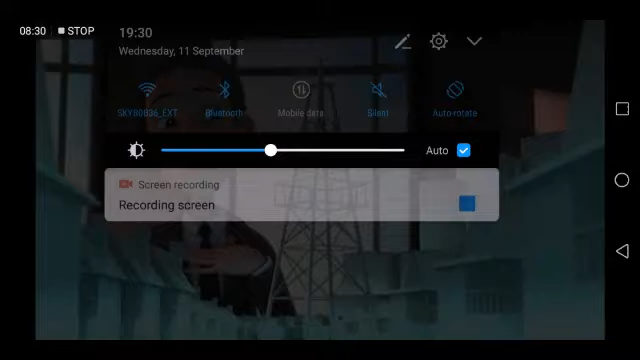 08:30 STOP
19:30
Wednesday, 11 September
SKY80836_EXT Bluetooth Mobile data Silent Auto-rotate
Auto
Screen recording
Recording screen